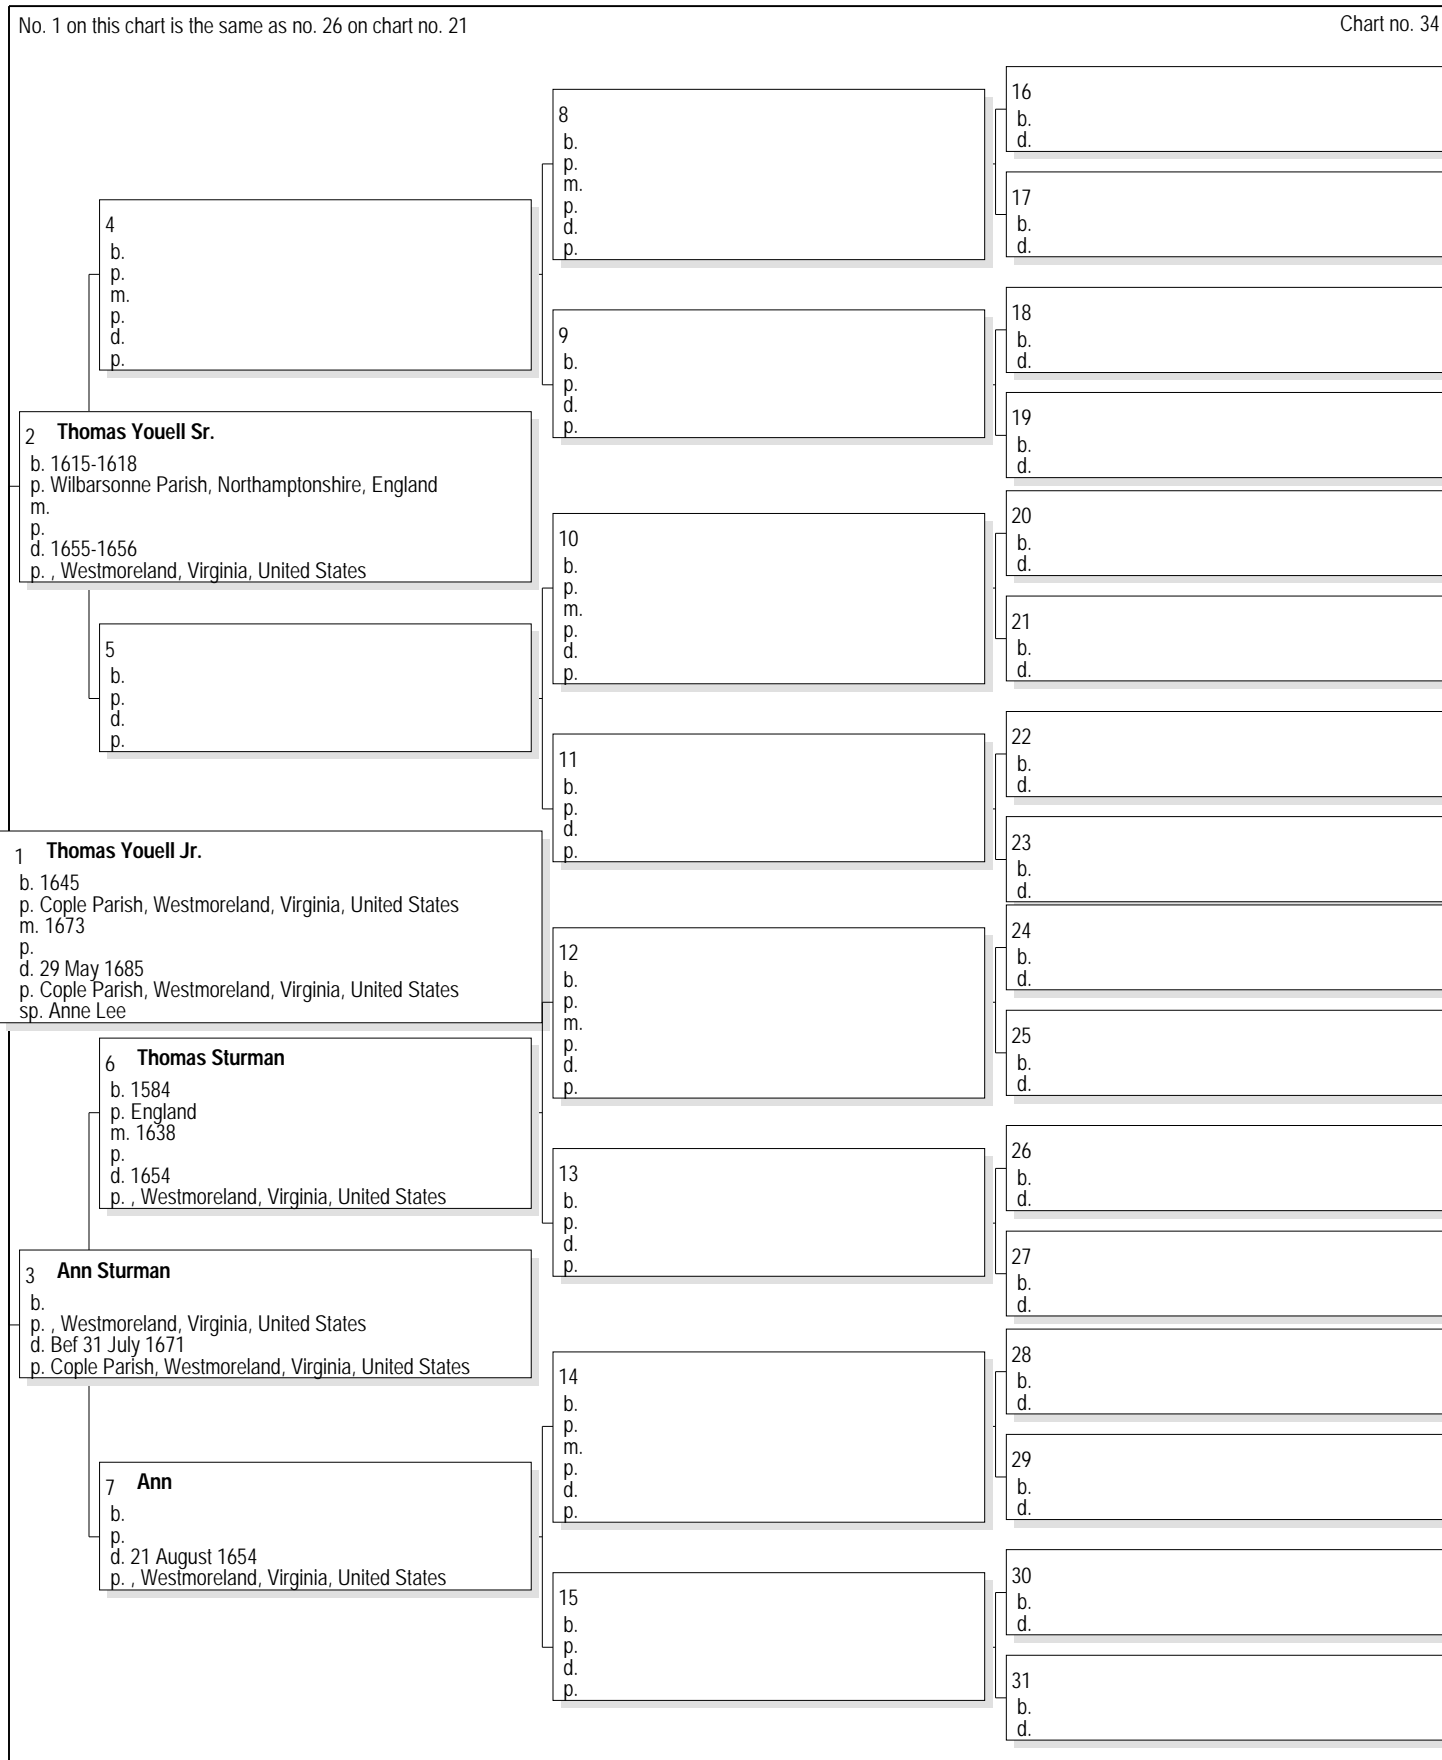 No. 1 on this chart is the same as no. 26 on chart no. 21
Chart no. 34
1 Thomas Youell Jr.
b. 1645
p. Cople Parish, Westmoreland, Virginia, United States
m. 1673
p.
d. 29 May 1685
p. Cople Parish, Westmoreland, Virginia, United States
sp. Anne Lee
2 Thomas Youell Sr.
b. 1615-1618
p. Wilbarsonne Parish, Northamptonshire, England
m.
p.
d. 1655-1656
p. , Westmoreland, Virginia, United States
3 Ann Sturman
b.
p. , Westmoreland, Virginia, United States
d. Bef 31 July 1671
p. Cople Parish, Westmoreland, Virginia, United States
4
b.
p.
m.
p.
d.
p.
5
b.
p.
d.
p.
6 Thomas Sturman
b. 1584
p. England
m. 1638
p.
d. 1654
p. , Westmoreland, Virginia, United States
7 Ann
b.
p.
d. 21 August 1654
p. , Westmoreland, Virginia, United States
8
b.
p.
m.
p.
d.
p.
9
b.
p.
d.
p.
10
b.
p.
m.
p.
d.
p.
11
b.
p.
d.
p.
12
b.
p.
m.
p.
d.
p.
13
b.
p.
d.
p.
14
b.
p.
m.
p.
d.
p.
15
b.
p.
d.
p.
16
b.
d.
17
b.
d.
18
b.
d.
19
b.
d.
20
b.
d.
21
b.
d.
22
b.
d.
23
b.
d.
24
b.
d.
25
b.
d.
26
b.
d.
27
b.
d.
28
b.
d.
29
b.
d.
30
b.
d.
31
b.
d.